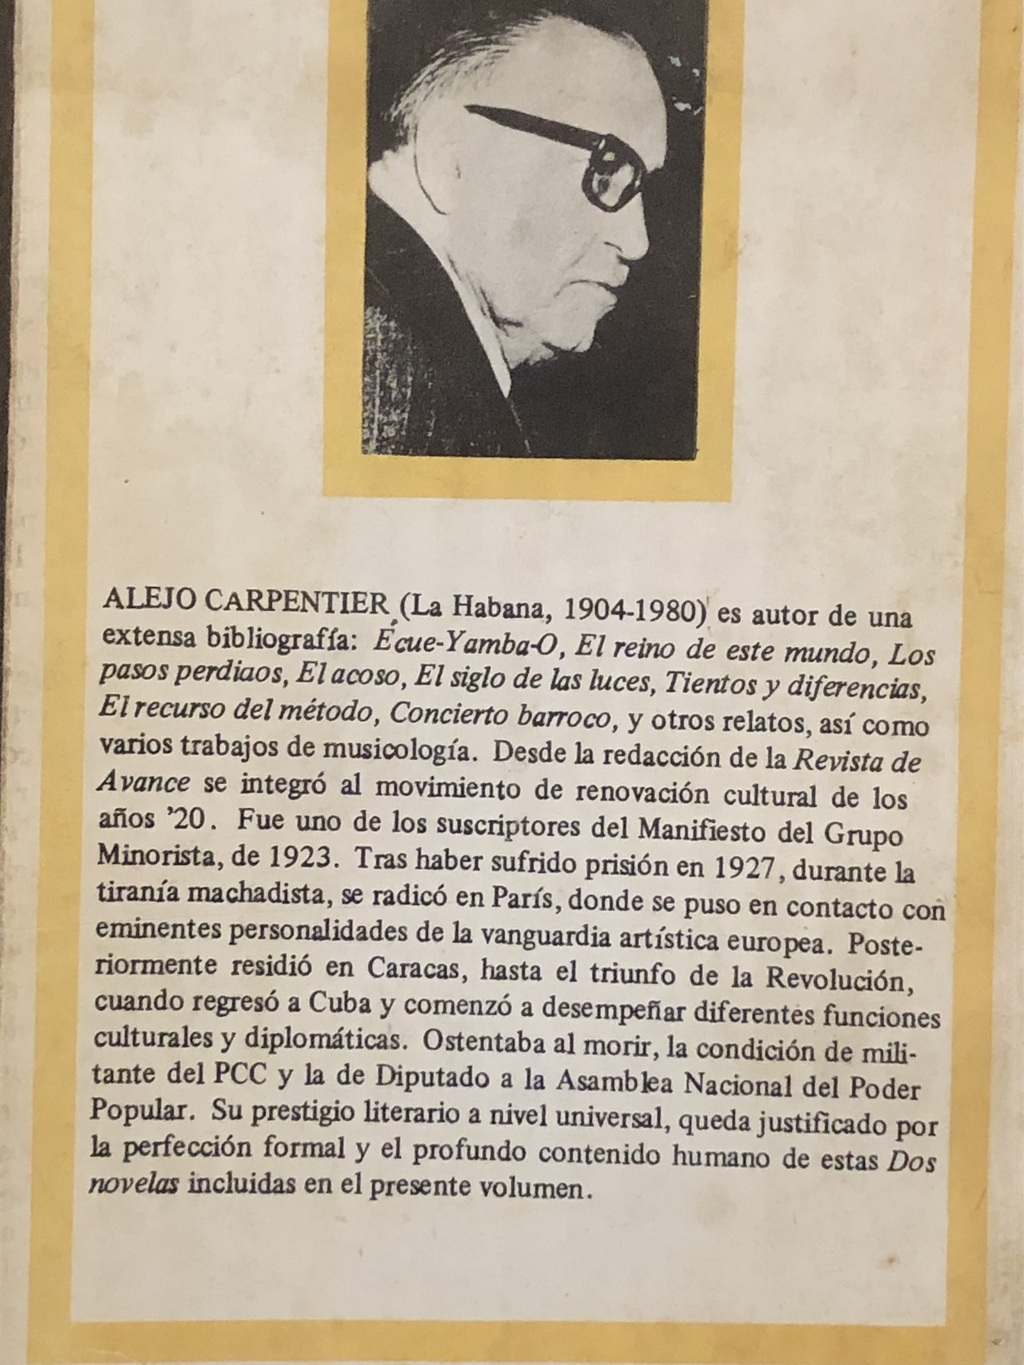 ALEJO CARPENTIER, (La Habana, 1904-1980) es autor de una
extensa bibliografía: Écue-Yamba-O, El reino de este mundo, Los
pasos perdidos, El acoso, El siglo de las luces, Tientos y diferencias,
El recurso del método, Concierto barroco, y otros relatos, así como
varios trabajos de musicología. Desde la redacción de la Revista de
Avance se integró al movimiento de renovación cultural de los
años '20. Fue uno de los suscriptores del Manifiesto del Grupo
Minorista, de 1923. Tras haber sufrido prisión en 1927, durante la
tiranía machadista, se radicó en París, donde se puso en contacto con
eminentes personalidades de la vanguardia artística europea. Poste-
riormente residió en Caracas, hasta el triunfo de la Revolución,
cuando regresó a Cuba y comenzó a desempeñar diferentes funciones
culturales y diplomáticas. Ostentaba al morir, la condición de mili-
tante del PCC y la de Diputado a la Asamblea Nacional del Poder
Popular. Su prestigio literario a nivel universal, queda justificado por
la perfección formal y el profundo contenido humano de estas Dos
novelas incluidas en el presente volumen.